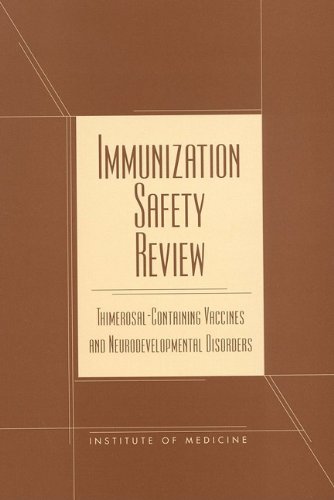 IMMUNIZATION
SAFETY
REVIEW
THIMEROSAL-CONTAINING VACCINES
AND NEURODEVELOPMENTAL DISORDERS
INSTITUTE OF MEDICINE